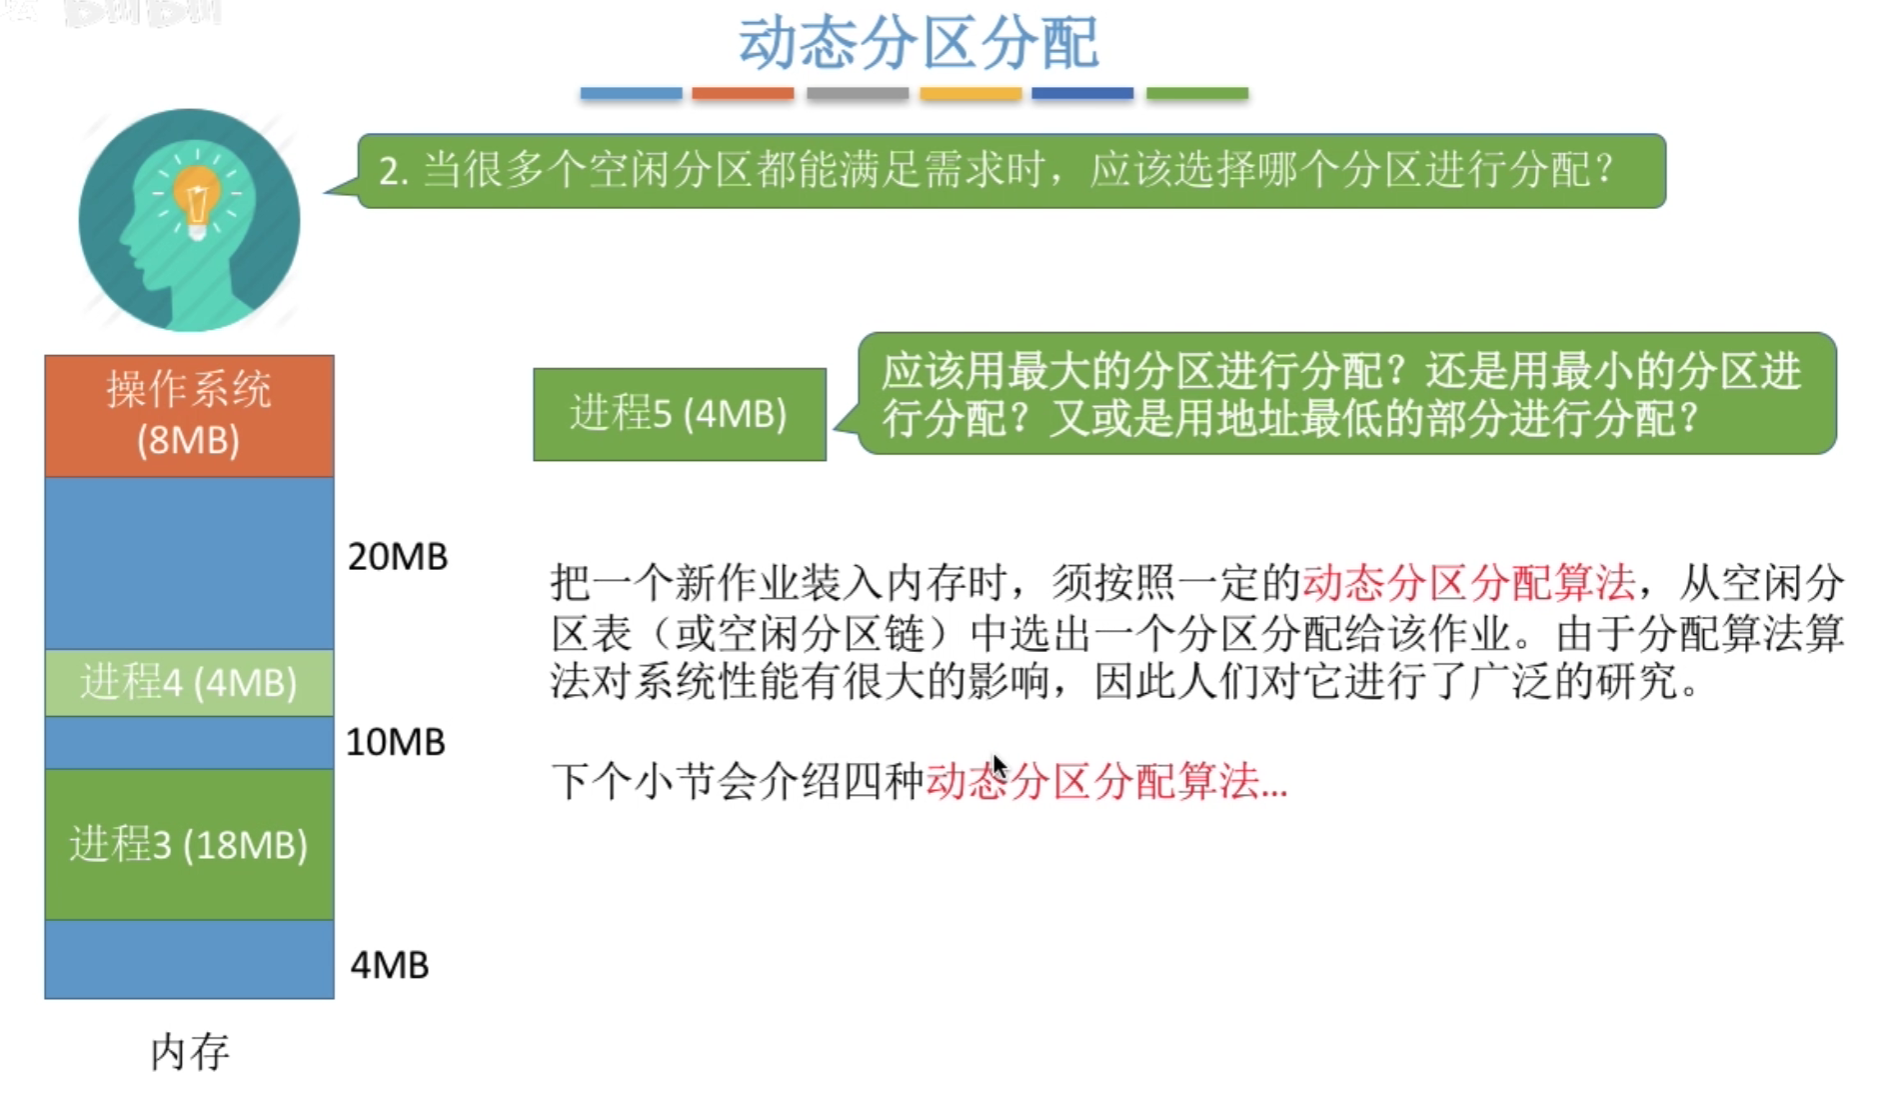 动态分区分配
2. 当很多个空闲分区都能满足需求时，应该选择哪个分区进行分配？
操作系统
(8MB)
20MB
进程4 (4MB)
10MB
进程3 (18MB)
4MB
内存
进程5 (4MB)
应该用最大的分区进行分配？还是用最小的分区进
行分配？又或是用地址最低的部分进行分配？
把一个新作业装入内存时，须按照一定的动态分区分配算法，从空闲分
区表（或空闲分区链）中选出一个分区分配给该作业。由于分配算法算
法对系统性能有很大的影响，因此人们对它进行了广泛的研究。
下个小节会介绍四种动态分区分配算法...